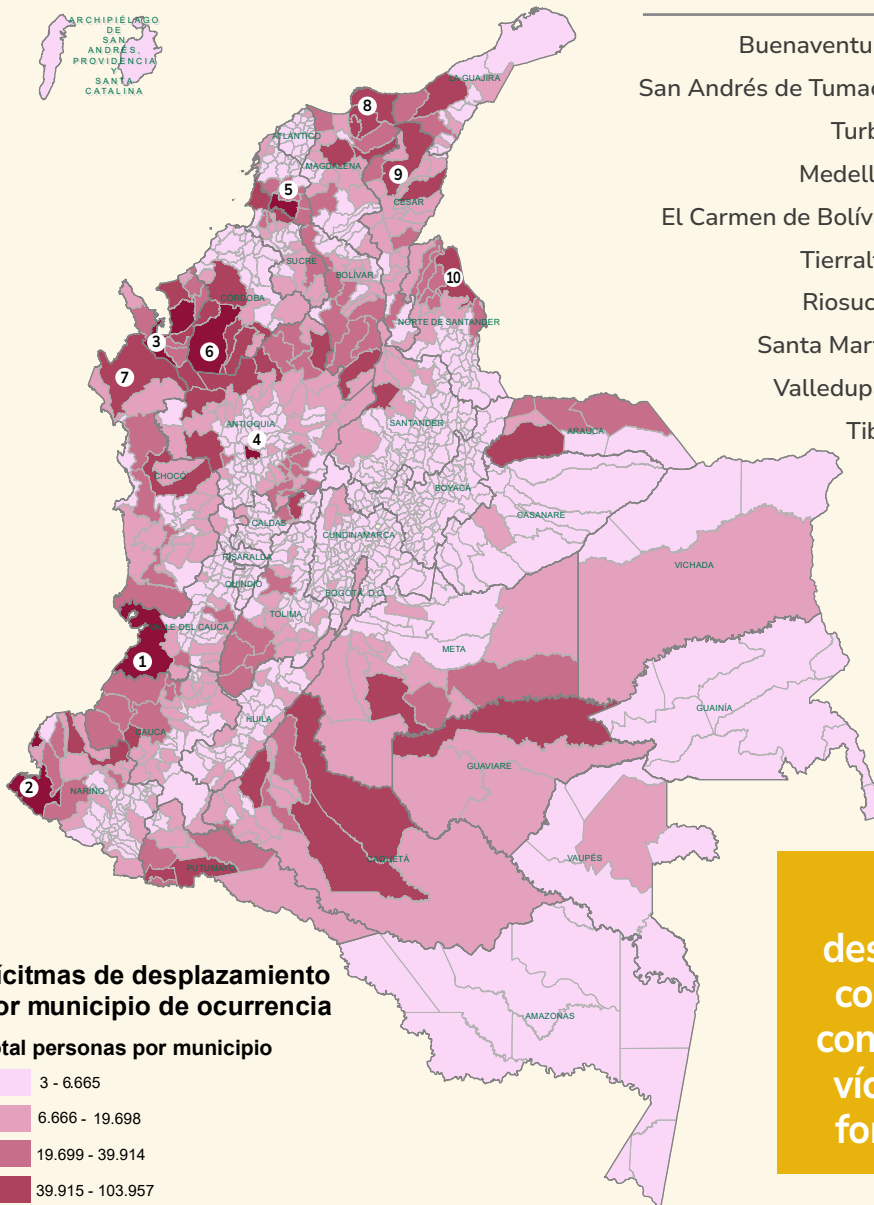 ARCHIPIÉLAGO
DE
SAN
ANDRÉS,
PROVIDENCIA
Y
SANTA
CATALINA
Buenaventu
San Andrés de Tumac
Turb
Medell
El Carmen de Bolív
Tierralt
Riosuc
Santa Mart
Valledup
Tib
LA GUAJIRA
8
ATLÁNTICO
MAGDALENA
9
5
CESAR
SUCRE
BOLÍVAR
10
CÓRDOBA
NORTE DE SANTANDER
3
6
7
ANTIOQUIA
SANTANDER
ARAUCA
4
CHOCÓ
BOYACÁ
CASANARE
CALDAS
CUNDINAMARCA
RISARALDA
VICHADA
QUINDIO
BOGOTÁ, D.C.
TOLIMA
VALLE DEL CAUCA
META
1
GUAINÍA
HUILA
CAUCA
GUAVIARE
2
NARIÑO
CAQUETÁ
VAUPÉS
PUTUMAYO
AMAZONAS
ícitmas de desplazamiento
or municipio de ocurrencia
otal personas por municipio
3 - 6.665
6.666 - 19.698
19.699 - 39.914
39.915 - 103.957
des
co
con
víc
for